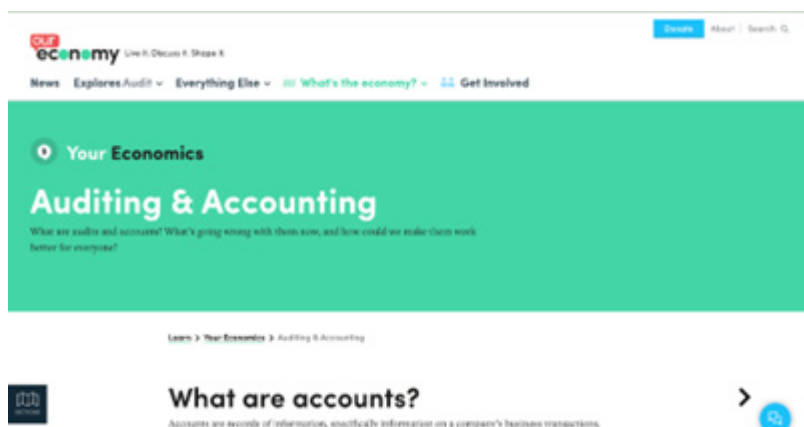 Donate About | Search
our
economy Live It. Discuss It. Shape It.
News Explores Audit Everything Else What's the economy? Get Involved
Your Economics
Auditing & Accounting
What are audits and accounts? What's going wrong with them now, and how could we make them work
better for everyone?
Learn > Your Economics > Auditing & Accounting
What are accounts?
Accounts are records of information, specifically information on a company's business transactions.